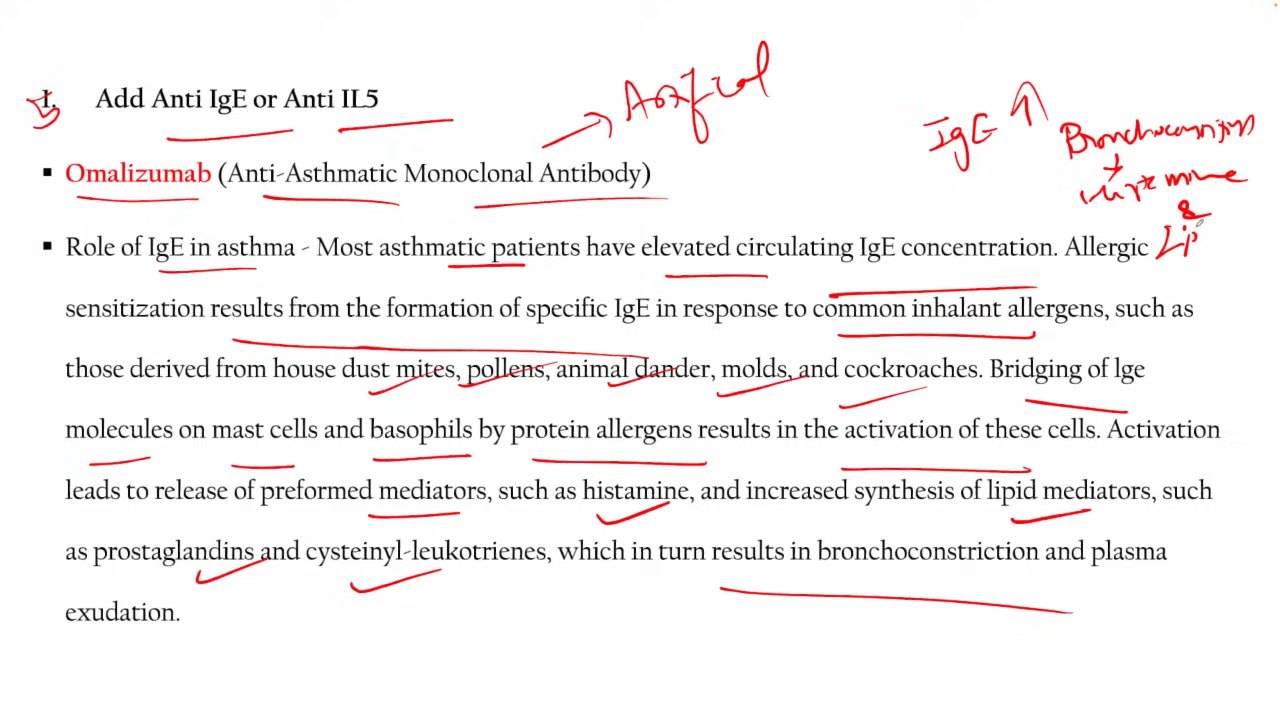 I. Add Anti IgE or Anti IL5
IgE ↑
▪ Omalizumab (Anti-Asthmatic Monoclonal Antibody)
▪ Role of IgE in asthma - Most asthmatic patients have elevated circulating IgE concentration. Allergic
Lip
sensitization results from the formation of specific IgE in response to common inhalant allergens, such as
those derived from house dust mites, pollens, animal dander, molds, and cockroaches. Bridging of lge
molecules on mast cells and basophils by protein allergens results in the activation of these cells. Activation
leads to release of preformed mediators, such as histamine, and increased synthesis of lipid mediators, such
as prostaglandins and cysteinyl-leukotrienes, which in turn results in bronchoconstriction and plasma
exudation.